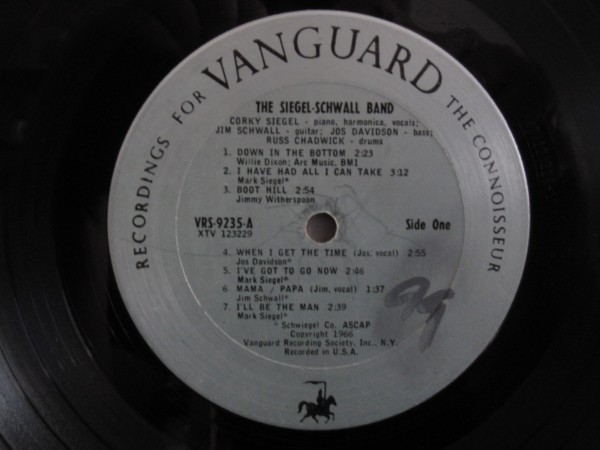 RECORDINGS FOR VANGUARD THE CONNOISSEUR
THE SIEGEL-SCHWALL BAND
CORKY SIEGEL - piano, harmonica, vocals;
JIM SCHWALL - guitar; JOS DAVIDSON - bass;
RUSS CHADWICK - drums
1. DOWN IN THE BOTTOM 2:23
Willie Dixon; Arc Music, BMI
2. I HAVE HAD ALL I CAN TAKE 3:12
Mark Siegel*
3. BOOT HILL 2:54
Jimmy Witherspoon
VRS-9235-A Side One
XTV 123229
4. WHEN I GET THE TIME (Jos, vocal) 2:55
Jos Davidson*
5. I'VE GOT TO GO NOW 2:46
Mark Siegel*
6. MAMA / PAPA (Jim, vocal) 1:37
Jim Schwall*
7. I'LL BE THE MAN 2:39
Mark Siegel*
* Schwiegel Co. ASCAP
Copyright 1966
Vanguard Recording Society, Inc., N.Y.
Recorded in U.S.A.